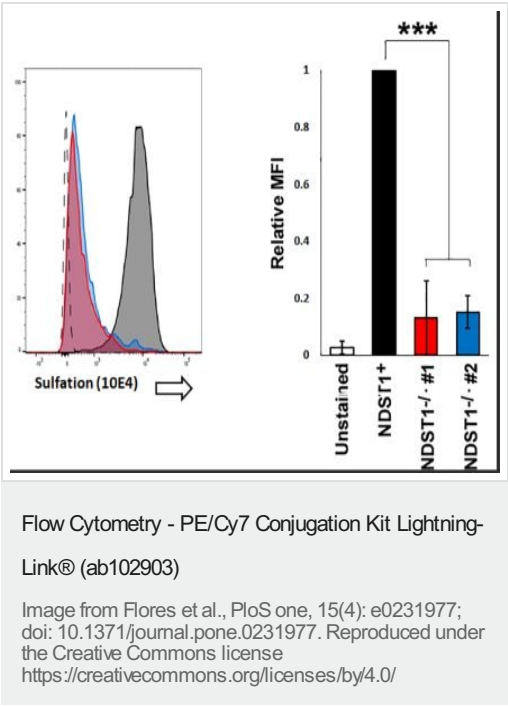 ***
1
0.8
0.6
0.4
0.2
0
Relative MFI
Sulfation (10E4)
Unstained
NDST1+
NDST1-/- #1
NDST1-/- #2
Flow Cytometry - PE/Cy7 Conjugation Kit Lightning-
Link® (ab102903)
Image from Flores et al., PloS one, 15(4): e0231977;
doi: 10.1371/journal.pone.0231977. Reproduced under
the Creative Commons license
https://creativecommons.org/licenses/by/4.0/